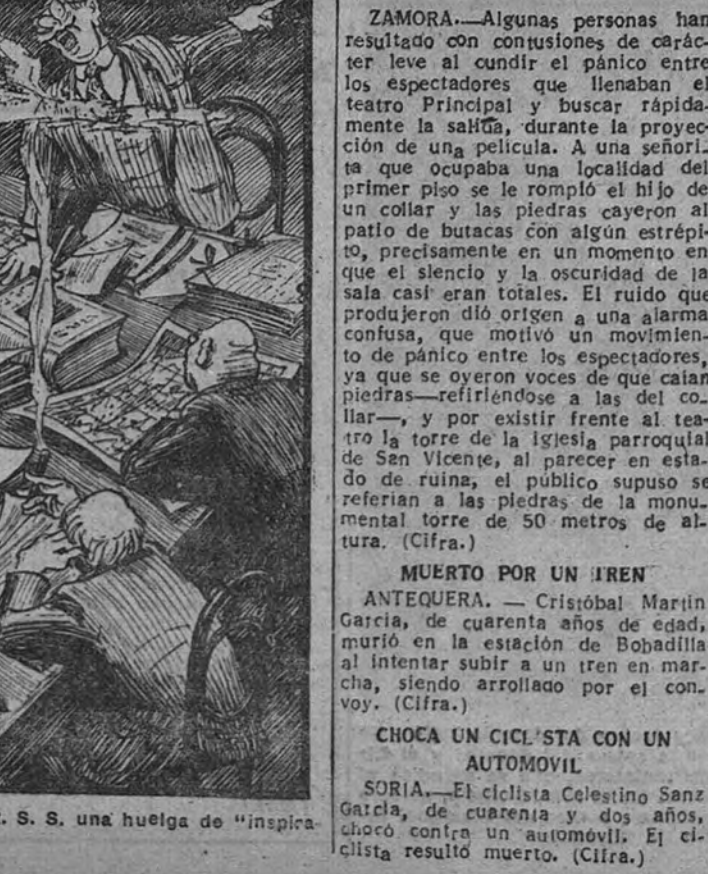 ZAMORA.—Algunas personas han
resultado con contusiones de carác-
ter leve al cundir el pánico entre
los espectadores que llenaban el
teatro Principal y buscar rápida-
mente la salida, durante la proyec-
ción de una película. A una señori-
ta que ocupaba una localidad del
primer piso se le rompió el hijo de
un collar y las piedras cayeron al
patio de butacas con algún estrépi-
to, precisamente en un momento en
que el slencio y la oscuridad de la
sala casi eran totales. El ruido que
produjeron dió origen a una alarma
confusa, que motivó un movimien-
to de pánico entre los espectadores,
ya que se oyeron voces de que caían
piedras—refiriéndose a las del co-
llar—, y por existir frente al tea-
tro la torre de la iglesia parroquial
de San Vicente, al parecer en esta-
do de ruina, el público supuso se
referían a las piedras de la monu-
mental torre de 50 metros de al-
tura. (Cifra.)
MUERTO POR UN TREN
ANTEQUERA. — Cristóbal Martín
García, de cuarenta años de edad,
murió en la estación de Bobadilla
al intentar subir a un tren en mar-
cha, siendo arrollado por el con-
voy. (Cifra.)
CHOCA UN CICLISTA CON UN
AUTOMOVIL
SORIA.—El ciclista Celestino Sanz
García, de cuarenta y dos años,
chocó contra un automóvil. El ci-
clista resultó muerto. (Cifra.)
. S. S. una huelga de "inspira-